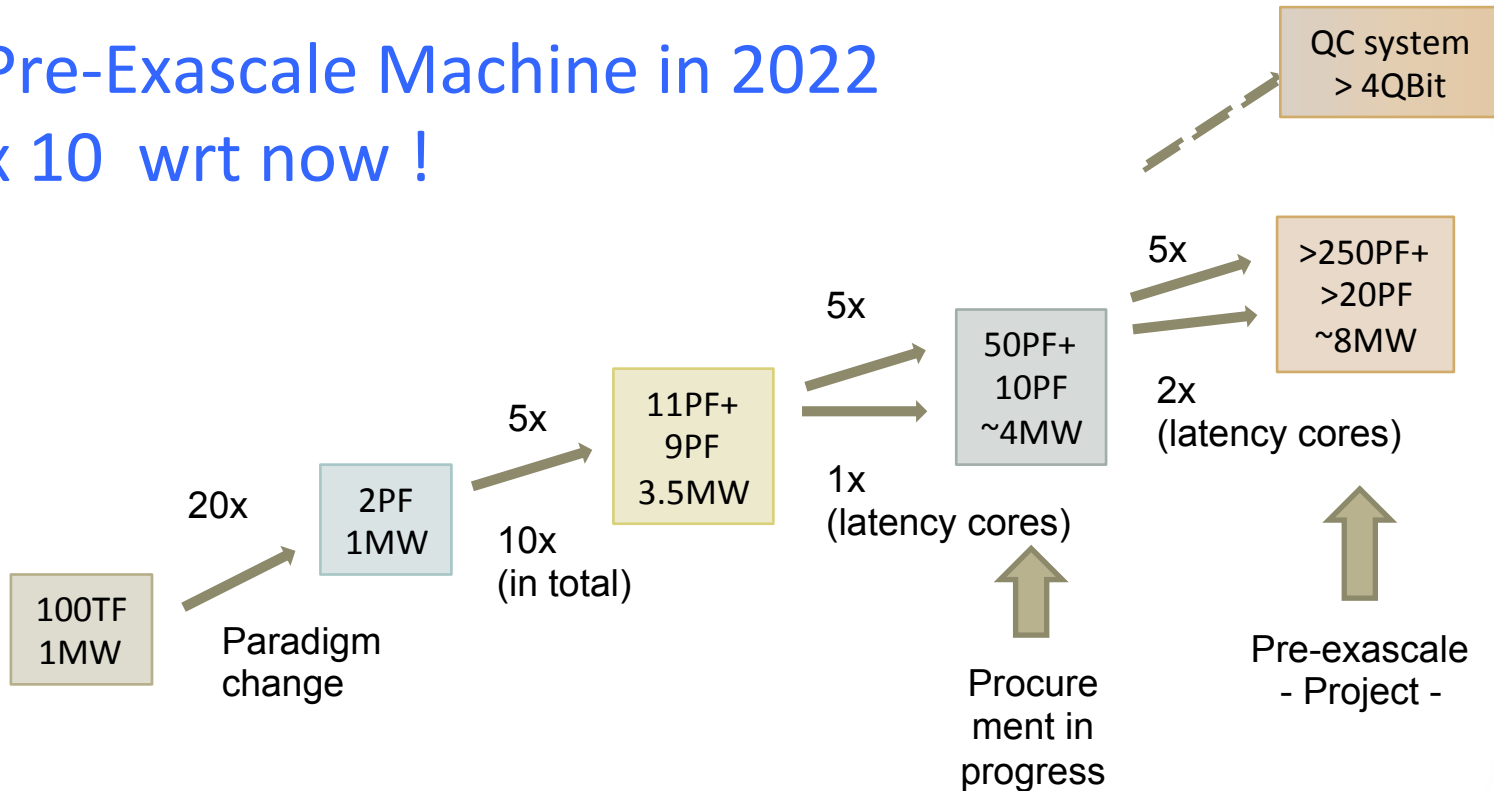 Pre-Exascale Machine in 2022
x 10 wrt now !
QC system
> 4QBit
5x
>250PF+
>20PF
~8MW
2x
(latency cores)
5x
50PF+
10PF
~4MW
1x
(latency cores)
5x
11PF+
9PF
3.5MW
10x
(in total)
20x
2PF
1MW
100TF
1MW
Paradigm
change
Procure
ment in
progress
Pre-exascale
- Project -